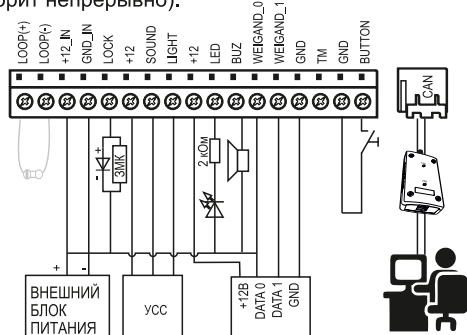 орит непрерывно).
LOOP(+)
LOOP(-)
+12_IN
GND_IN
LOCK
+12
SOUND
LIGHT
+12
LED
BUZ
WEIGAND_0
WEIGAND_1
GND
TM
GND
BUTTON
CAN
+
-
ЗМК
2 кОм
+
-
ВНЕШНИЙ
БЛОК
ПИТАНИЯ
УСС
+12В
DATA 0
DATA 1
GND